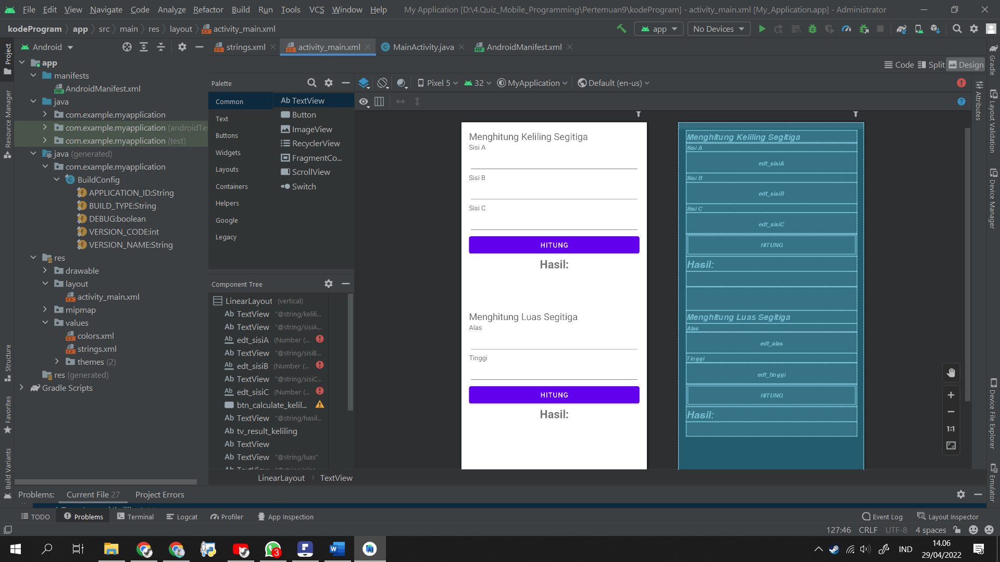 File Edit View Navigate Code Analyze Refactor Build Run Tools VCS Window Help My Application [D:\4.Quiz_Mobile_Programming\Pertemuan9\kodeProgram] - activity_main.xml [My_Application.app] - Administrator
kodeProgram app src main res layout activity_main.xml app No Devices
Project
Resource Manager
Structure
Favorites
Build Variants
Android
app
manifests
AndroidManifest.xml
java
com.example.myapplication
com.example.myapplication (androidTes
com.example.myapplication (test)
java (generated)
com.example.myapplication
BuildConfig
APPLICATION_ID:String
BUILD_TYPE:String
DEBUG:boolean
VERSION_CODE:int
VERSION_NAME:String
res
drawable
layout
activity_main.xml
mipmap
values
colors.xml
strings.xml
themes (2)
res (generated)
Gradle Scripts
strings.xml activity_main.xml MainActivity.java AndroidManifest.xml
Code Split Design
Palette
Common
Text
Buttons
Widgets
Layouts
Containers
Helpers
Google
Legacy
Ab TextView
Button
ImageView
RecyclerView
FragmentCo...
ScrollView
Switch
Pixel 5 32 MyApplication Default (en-us)
Component Tree
LinearLayout (vertical)
Ab TextView "@string/kelili...
Ab TextView "@string/sisiA...
Ab edt_sisiA (Number (...
Ab TextView "@string/sisiB...
Ab edt_sisiB (Number (...
Ab TextView "@string/sisiC...
Ab edt_sisiC (Number (...
btn_calculate_kelil...
Ab TextView "@string/hasil...
Ab tv_result_keliling
Ab TextView
Ab TextView "@string/luas"
Menghitung Keliling Segitiga
Sisi A
Sisi B
Sisi C
HITUNG
Hasil:
Menghitung Luas Segitiga
Alas
Tinggi
HITUNG
Hasil:
Menghitung Keliling Segitiga
Sisi A
edt_sisiA
Sisi B
edt_sisiB
Sisi C
edt_sisiC
HITUNG
Hasil:
Menghitung Luas Segitiga
Alas
edt_alas
Tinggi
edt_tinggi
HITUNG
Hasil:
1:1
Attributes
Gradle
Layout Validation
Device Manager
Device File Explorer
Emulator
LinearLayout TextView
Problems: Current File 27 Project Errors
TODO Problems Terminal Logcat Profiler App Inspection Event Log Layout Inspector
127:46 CRLF UTF-8 4 spaces
3
IND
14.06
29/04/2022